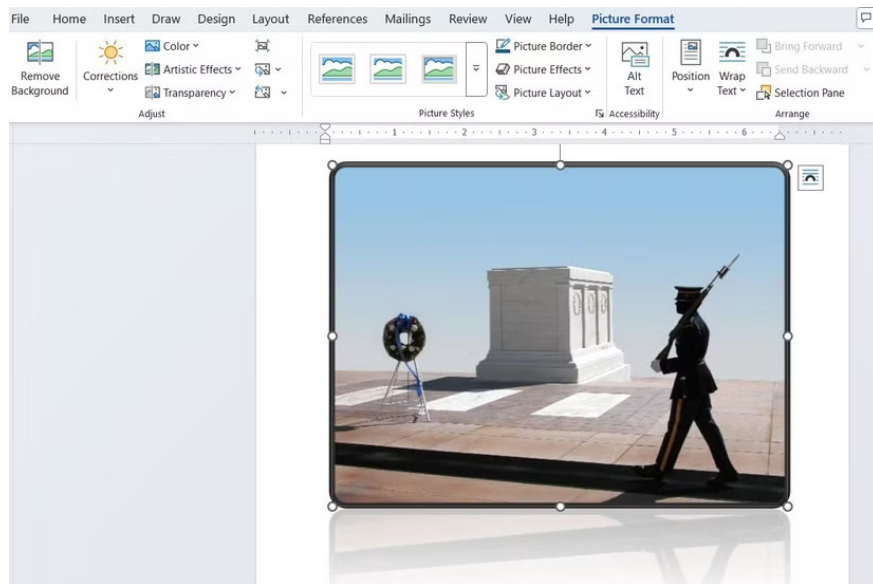 File Home Insert Draw Design Layout References Mailings Review View Help Picture Format
Remove Background
Corrections
Color
Artistic Effects
Transparency
Adjust
Picture Border
Picture Effects
Picture Layout
Picture Styles
Alt Text
Accessibility
Position
Wrap Text
Bring Forward
Send Backward
Selection Pane
Arrange
1 2 3 4 5 6